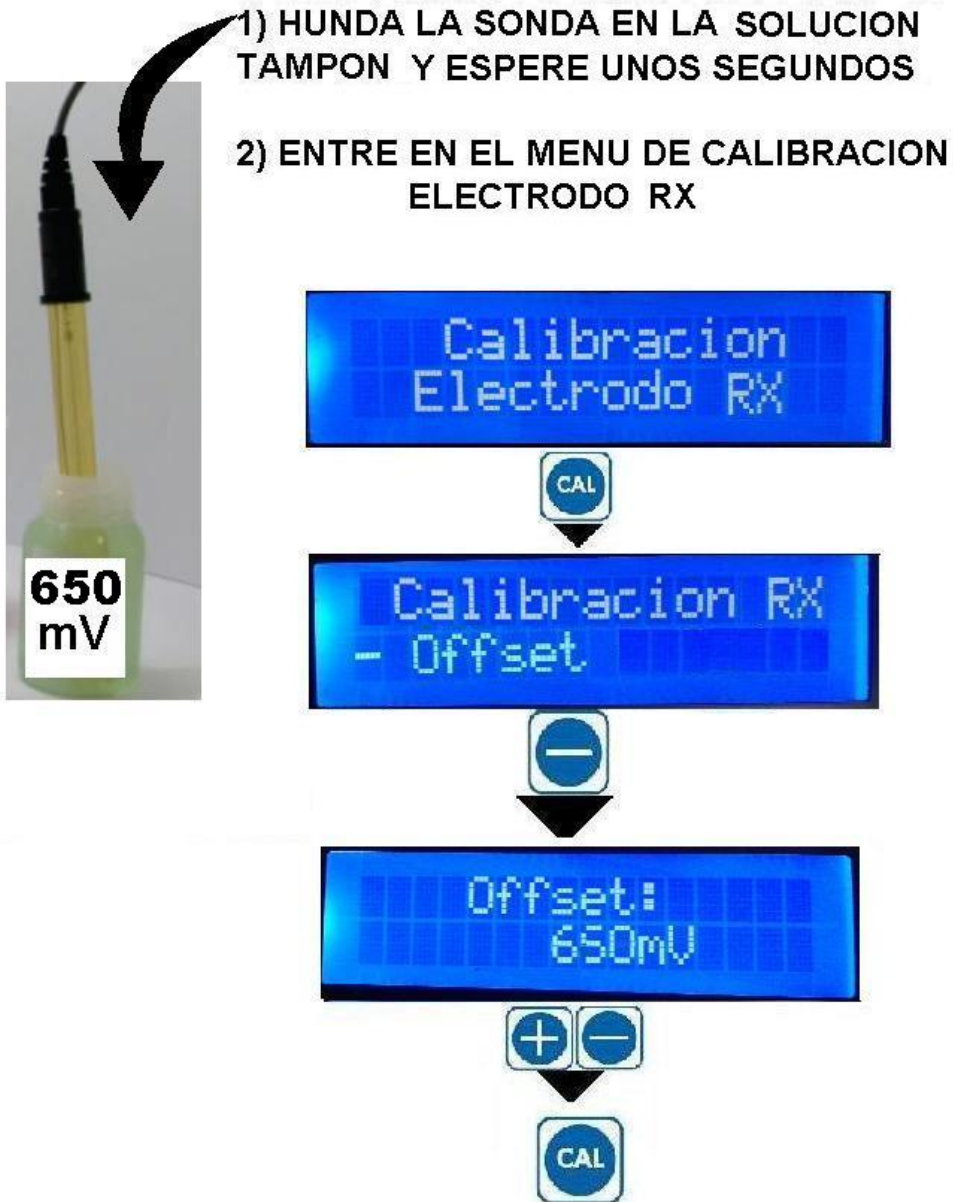 1) HUNDA LA SONDA EN LA SOLUCION
TAMPON Y ESPERE UNOS SEGUNDOS
2) ENTRE EN EL MENU DE CALIBRACION
ELECTRODO RX
650
mV
Calibracion
Electrodo RX
CAL
Calibracion RX
- Offset
Offset:
650mV
CAL